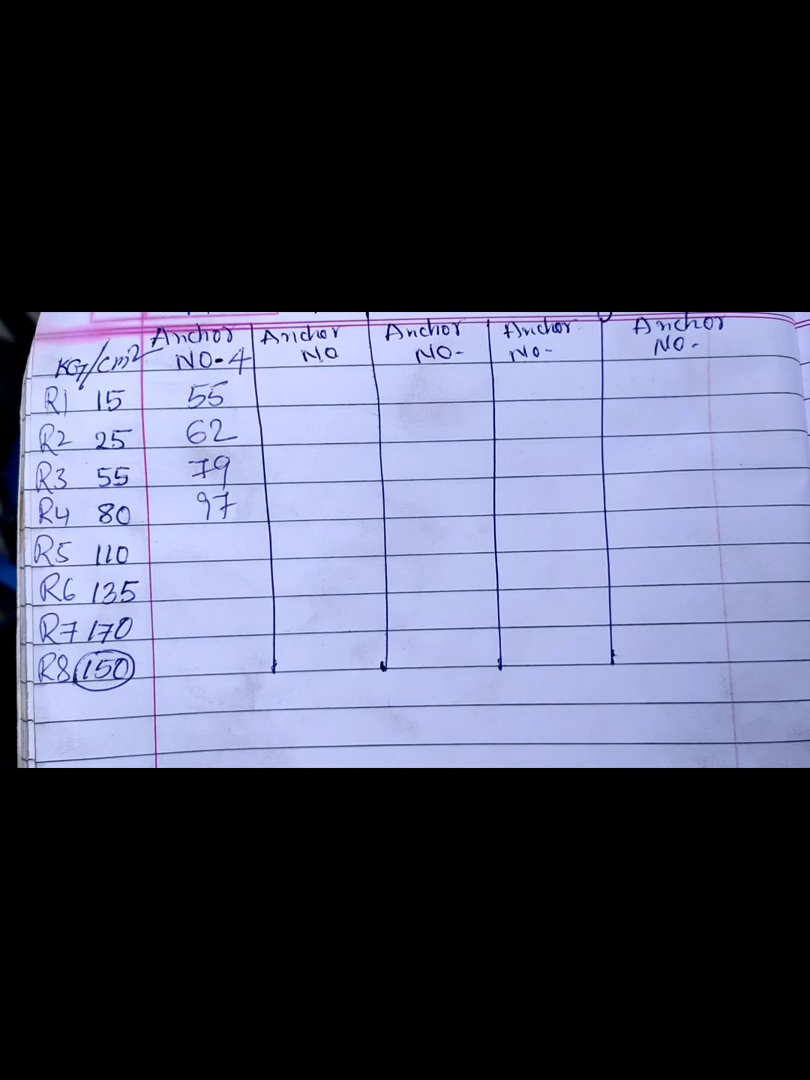 KG/cm² Anchor NO-4 Anchor NO Anchor NO- Anchor NO- Anchor NO-
R1 15 55
R2 25 62
R3 55 79
R4 80 97
R5 110
R6 135
R7 170
R8 150